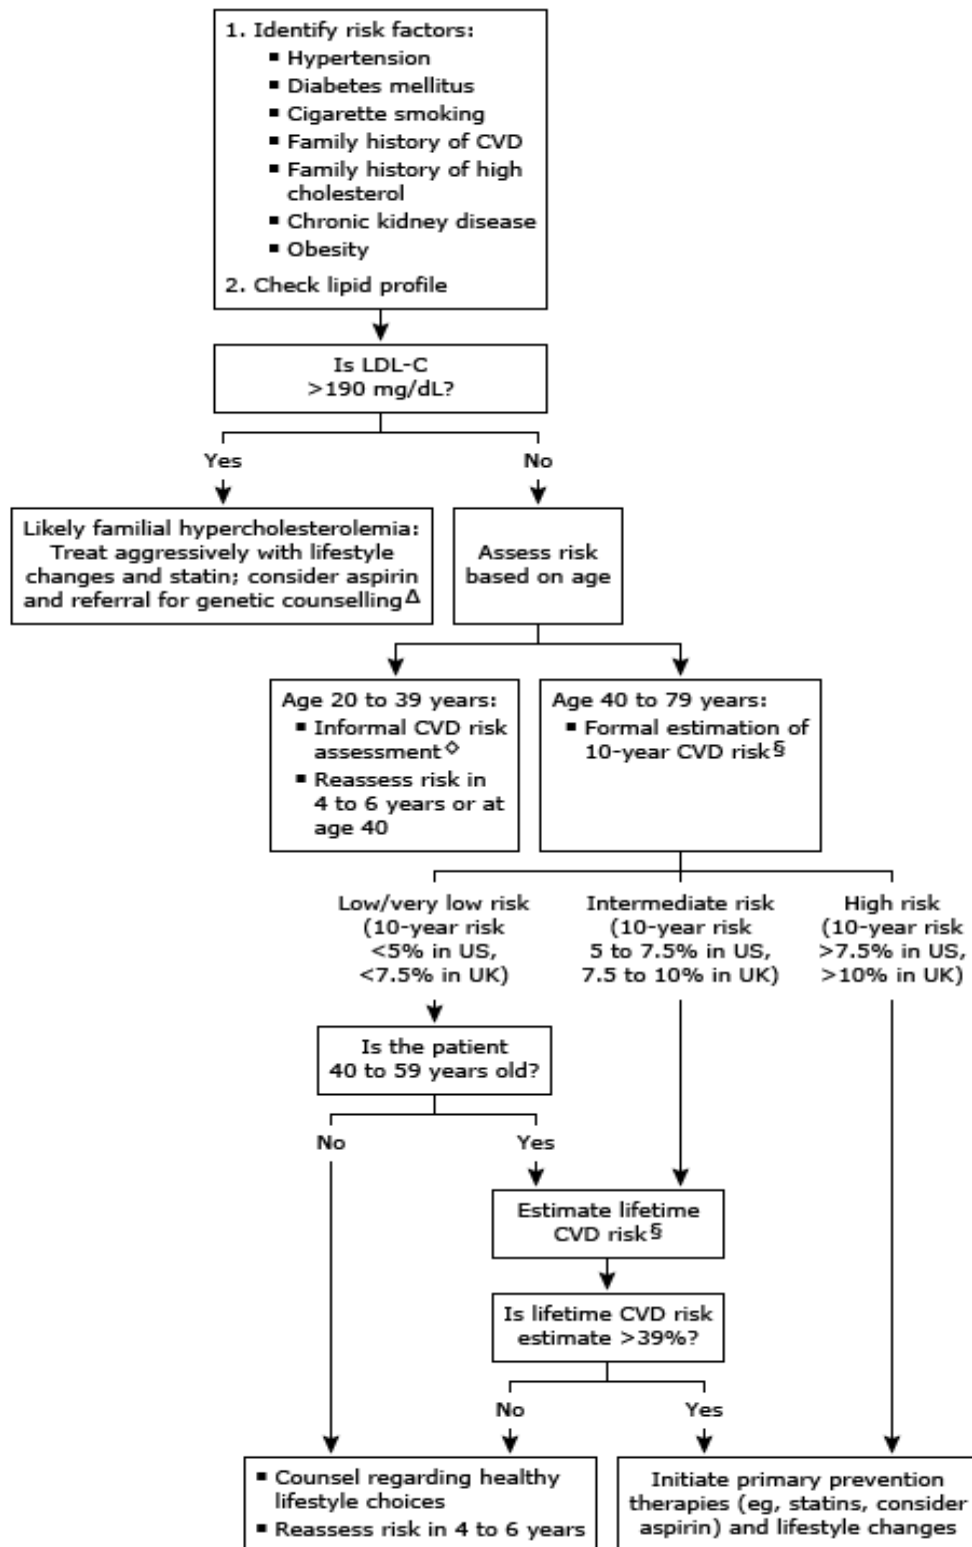 1. Identify risk factors:
▪ Hypertension
▪ Diabetes mellitus
▪ Cigarette smoking
▪ Family history of CVD
▪ Family history of high
cholesterol
▪ Chronic kidney disease
▪ Obesity
2. Check lipid profile
Is LDL-C
>190 mg/dL?
Yes
No
Likely familial hypercholesterolemia:
Treat aggressively with lifestyle
changes and statin; consider aspirin
and referral for genetic counselling Δ
Assess risk
based on age
Age 20 to 39 years:
▪ Informal CVD risk
assessment◇
▪ Reassess risk in
4 to 6 years or at
age 40
Age 40 to 79 years:
▪ Formal estimation of
10-year CVD risk§
Low/very low risk
(10-year risk
<5% in US,
<7.5% in UK)
Intermediate risk
(10-year risk
5 to 7.5% in US,
7.5 to 10% in UK)
High risk
(10-year risk
>7.5% in US,
>10% in UK)
Is the patient
40 to 59 years old?
No
Yes
Estimate lifetime
CVD risk§
Is lifetime CVD risk
estimate >39%?
No
Yes
▪ Counsel regarding healthy
lifestyle choices
▪ Reassess risk in 4 to 6 years
Initiate primary prevention
therapies (eg, statins, consider
aspirin) and lifestyle changes